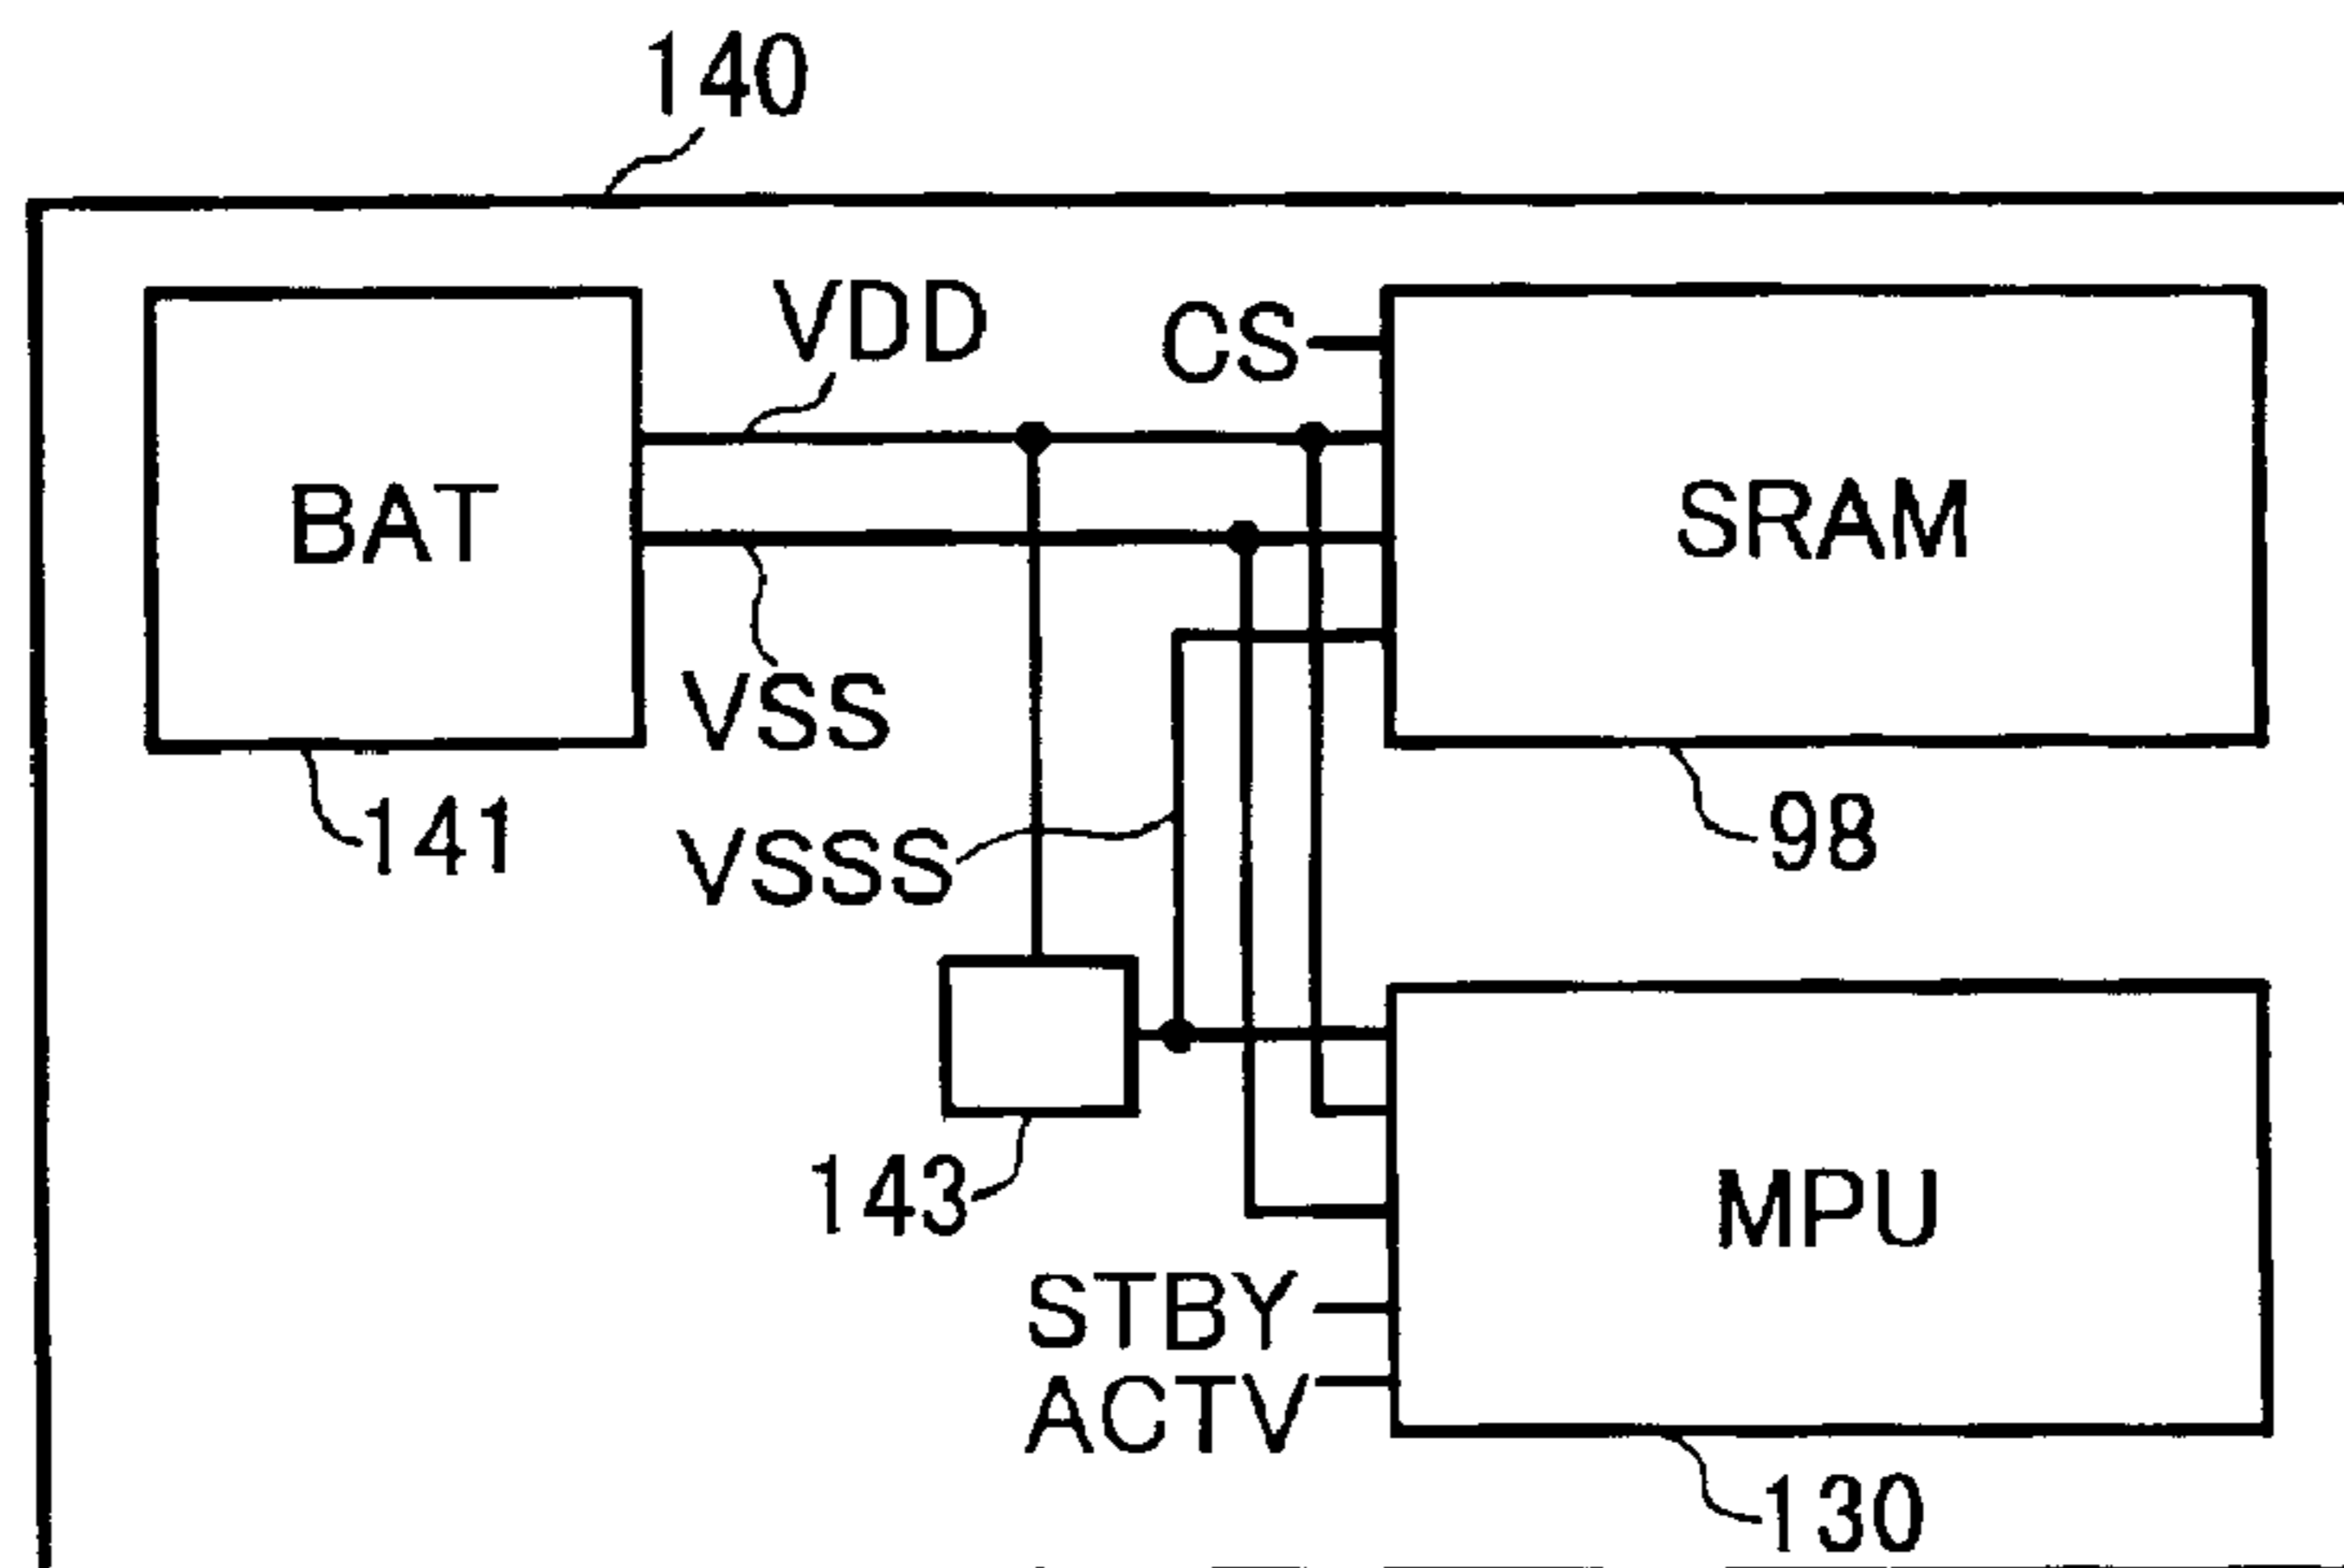 140
VDD
CS
BAT
SRAM
VSS
141
VSSS
98
143
MPU
STBY
ACTV
130